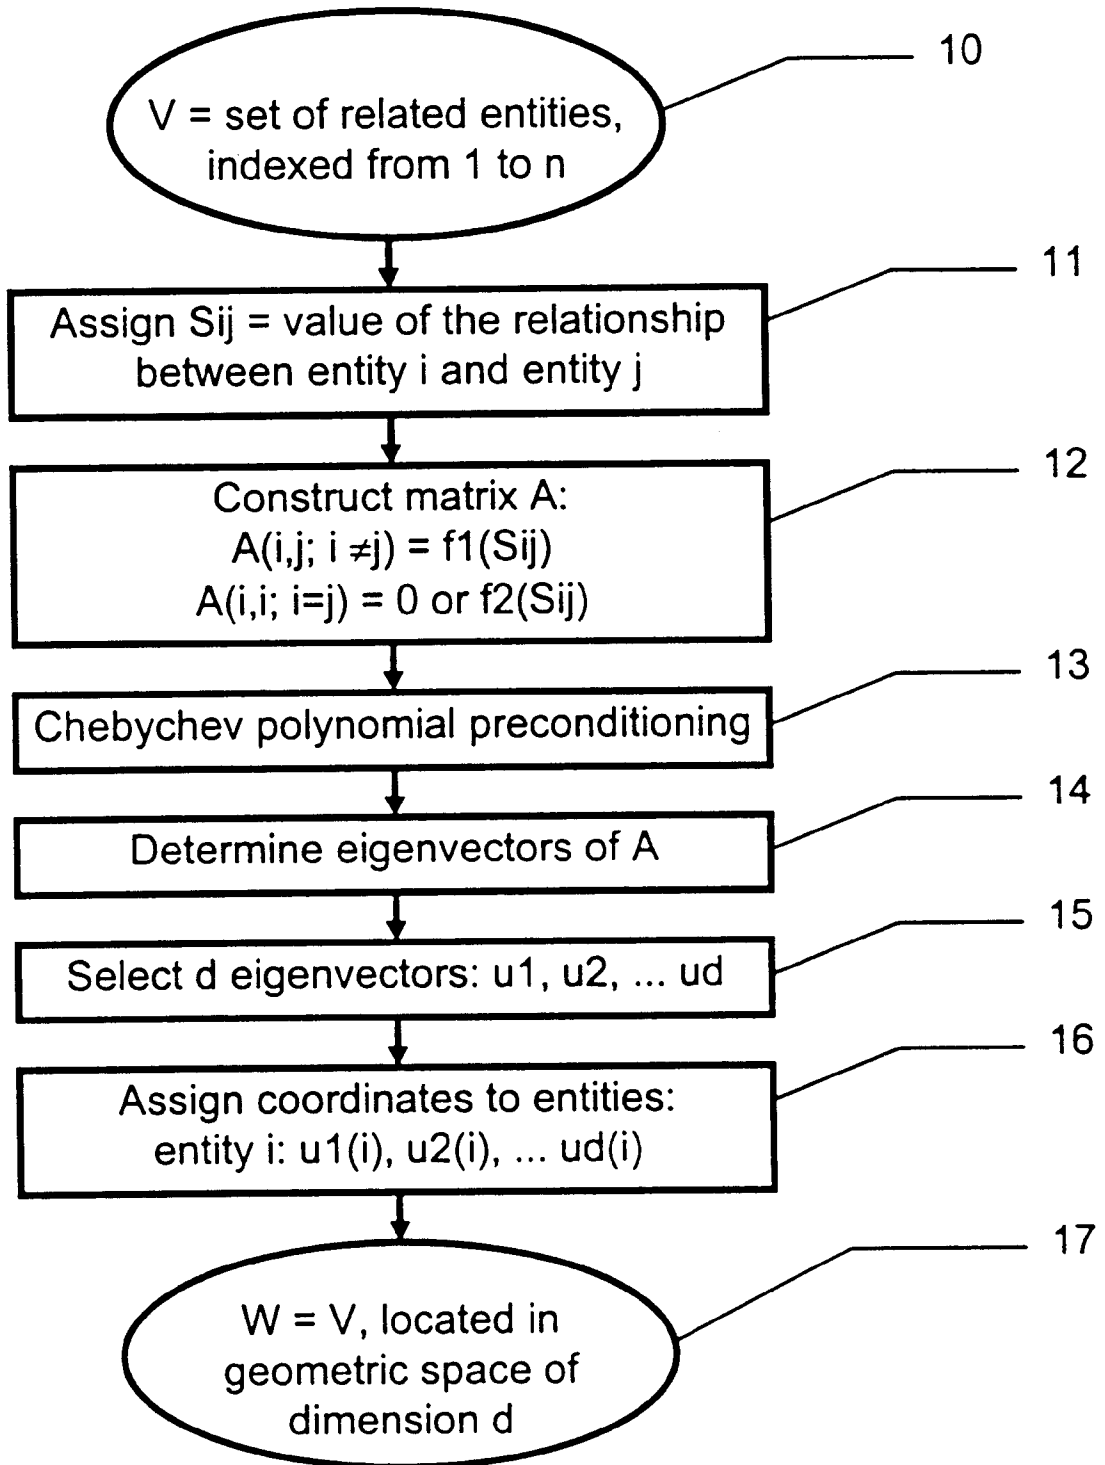 10
V = set of related entities,
indexed from 1 to n
11
Assign Sij = value of the relationship
between entity i and entity j
12
Construct matrix A:
A(i,j; i ≠j) = f1(Sij)
A(i,i; i=j) = 0 or f2(Sij)
13
Chebychev polynomial preconditioning
14
Determine eigenvectors of A
15
Select d eigenvectors: u1, u2, ... ud
16
Assign coordinates to entities:
entity i: u1(i), u2(i), ... ud(i)
17
W = V, located in
geometric space of
dimension d